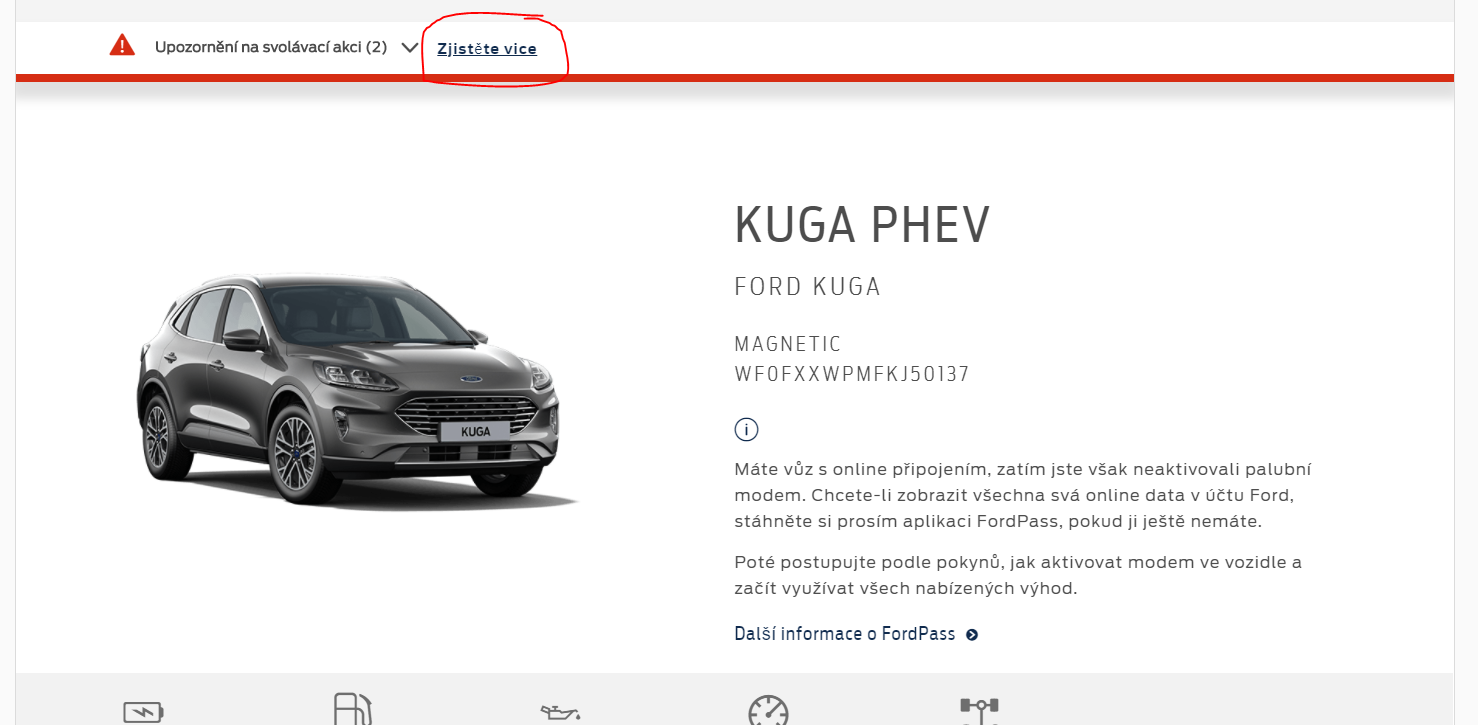 Upozornění na svolávací akci (2)
Zjistěte vice
KUGA PHEV
FORD KUGA
MAGNETIC
WF0FXXWPMFKJ50137
Máte vůz s online připojením, zatím jste však neaktivovali palubní
modem. Chcete-li zobrazit všechna svá online data v účtu Ford,
stáhněte si prosím aplikaci FordPass, pokud ji ještě nemáte.
Poté postupujte podle pokynů, jak aktivovat modem ve vozidle a
začít využívat všech nabízených výhod.
Další informace o FordPass
KUGA